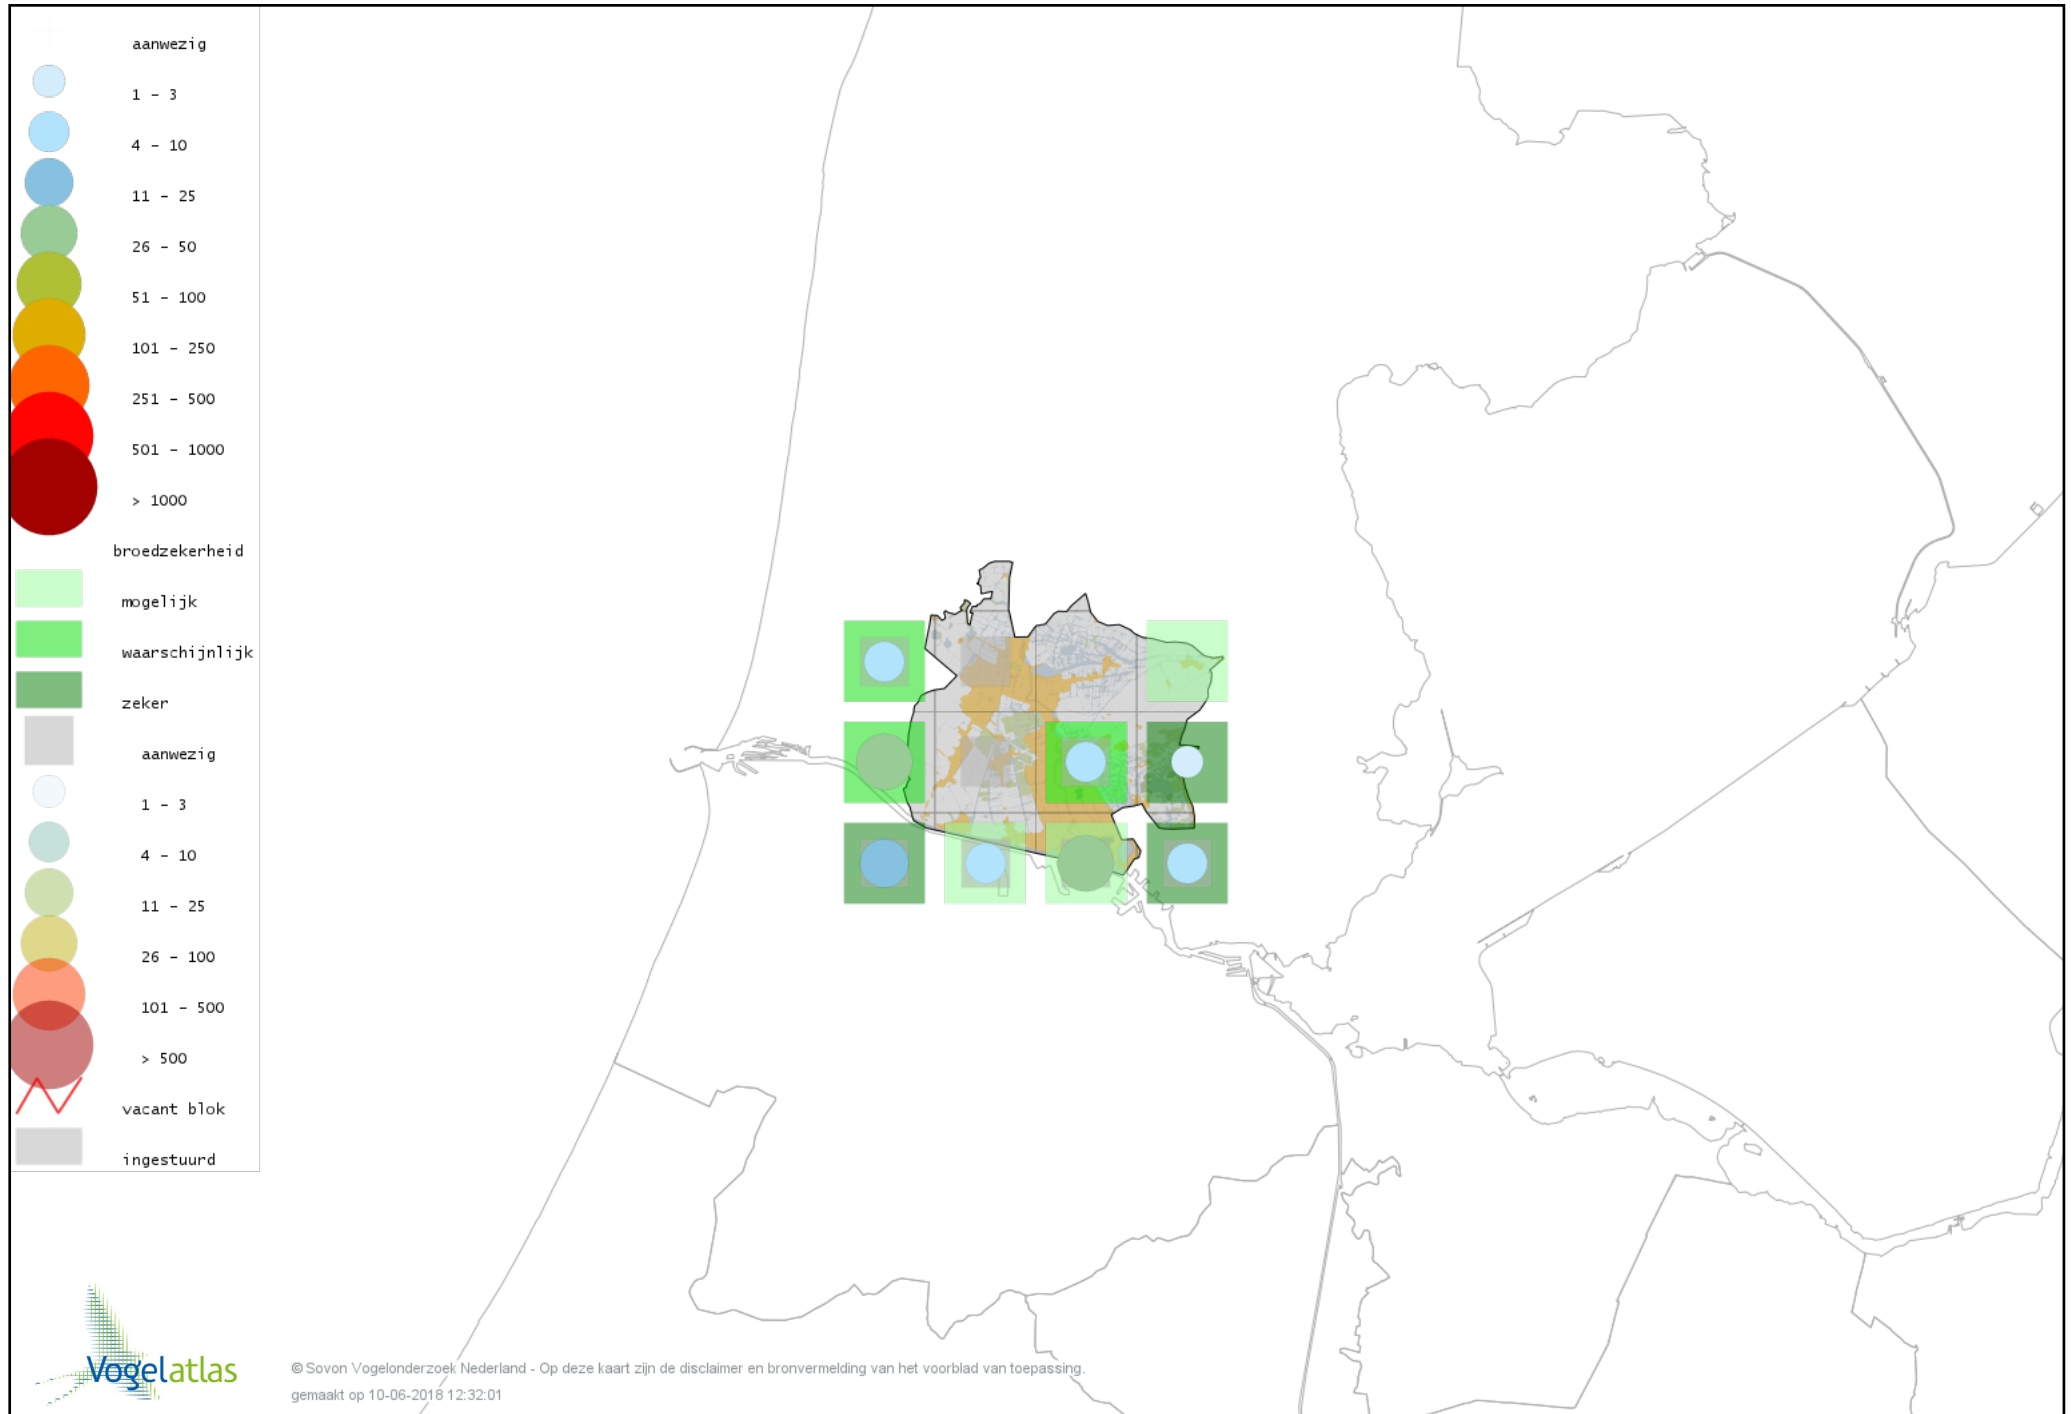 aanwezig
1 - 3
4 - 10
11 - 25
26 - 50
51 - 100
101 - 250
251 - 500
501 - 1000
> 1000
broedzekerheid
mogelijk
waarschijnlijk
zeker
aanwezig
1 - 3
4 - 10
11 - 25
26 - 100
101 - 500
> 500
vacant blok
ingestuurd
Vogelatlas
© Sovon Vogelonderzoek Nederland - Op deze kaart zijn de disclaimer en bronvermelding van het voorblad van toepassing.
gemaakt op 10-06-2018 12:32:01